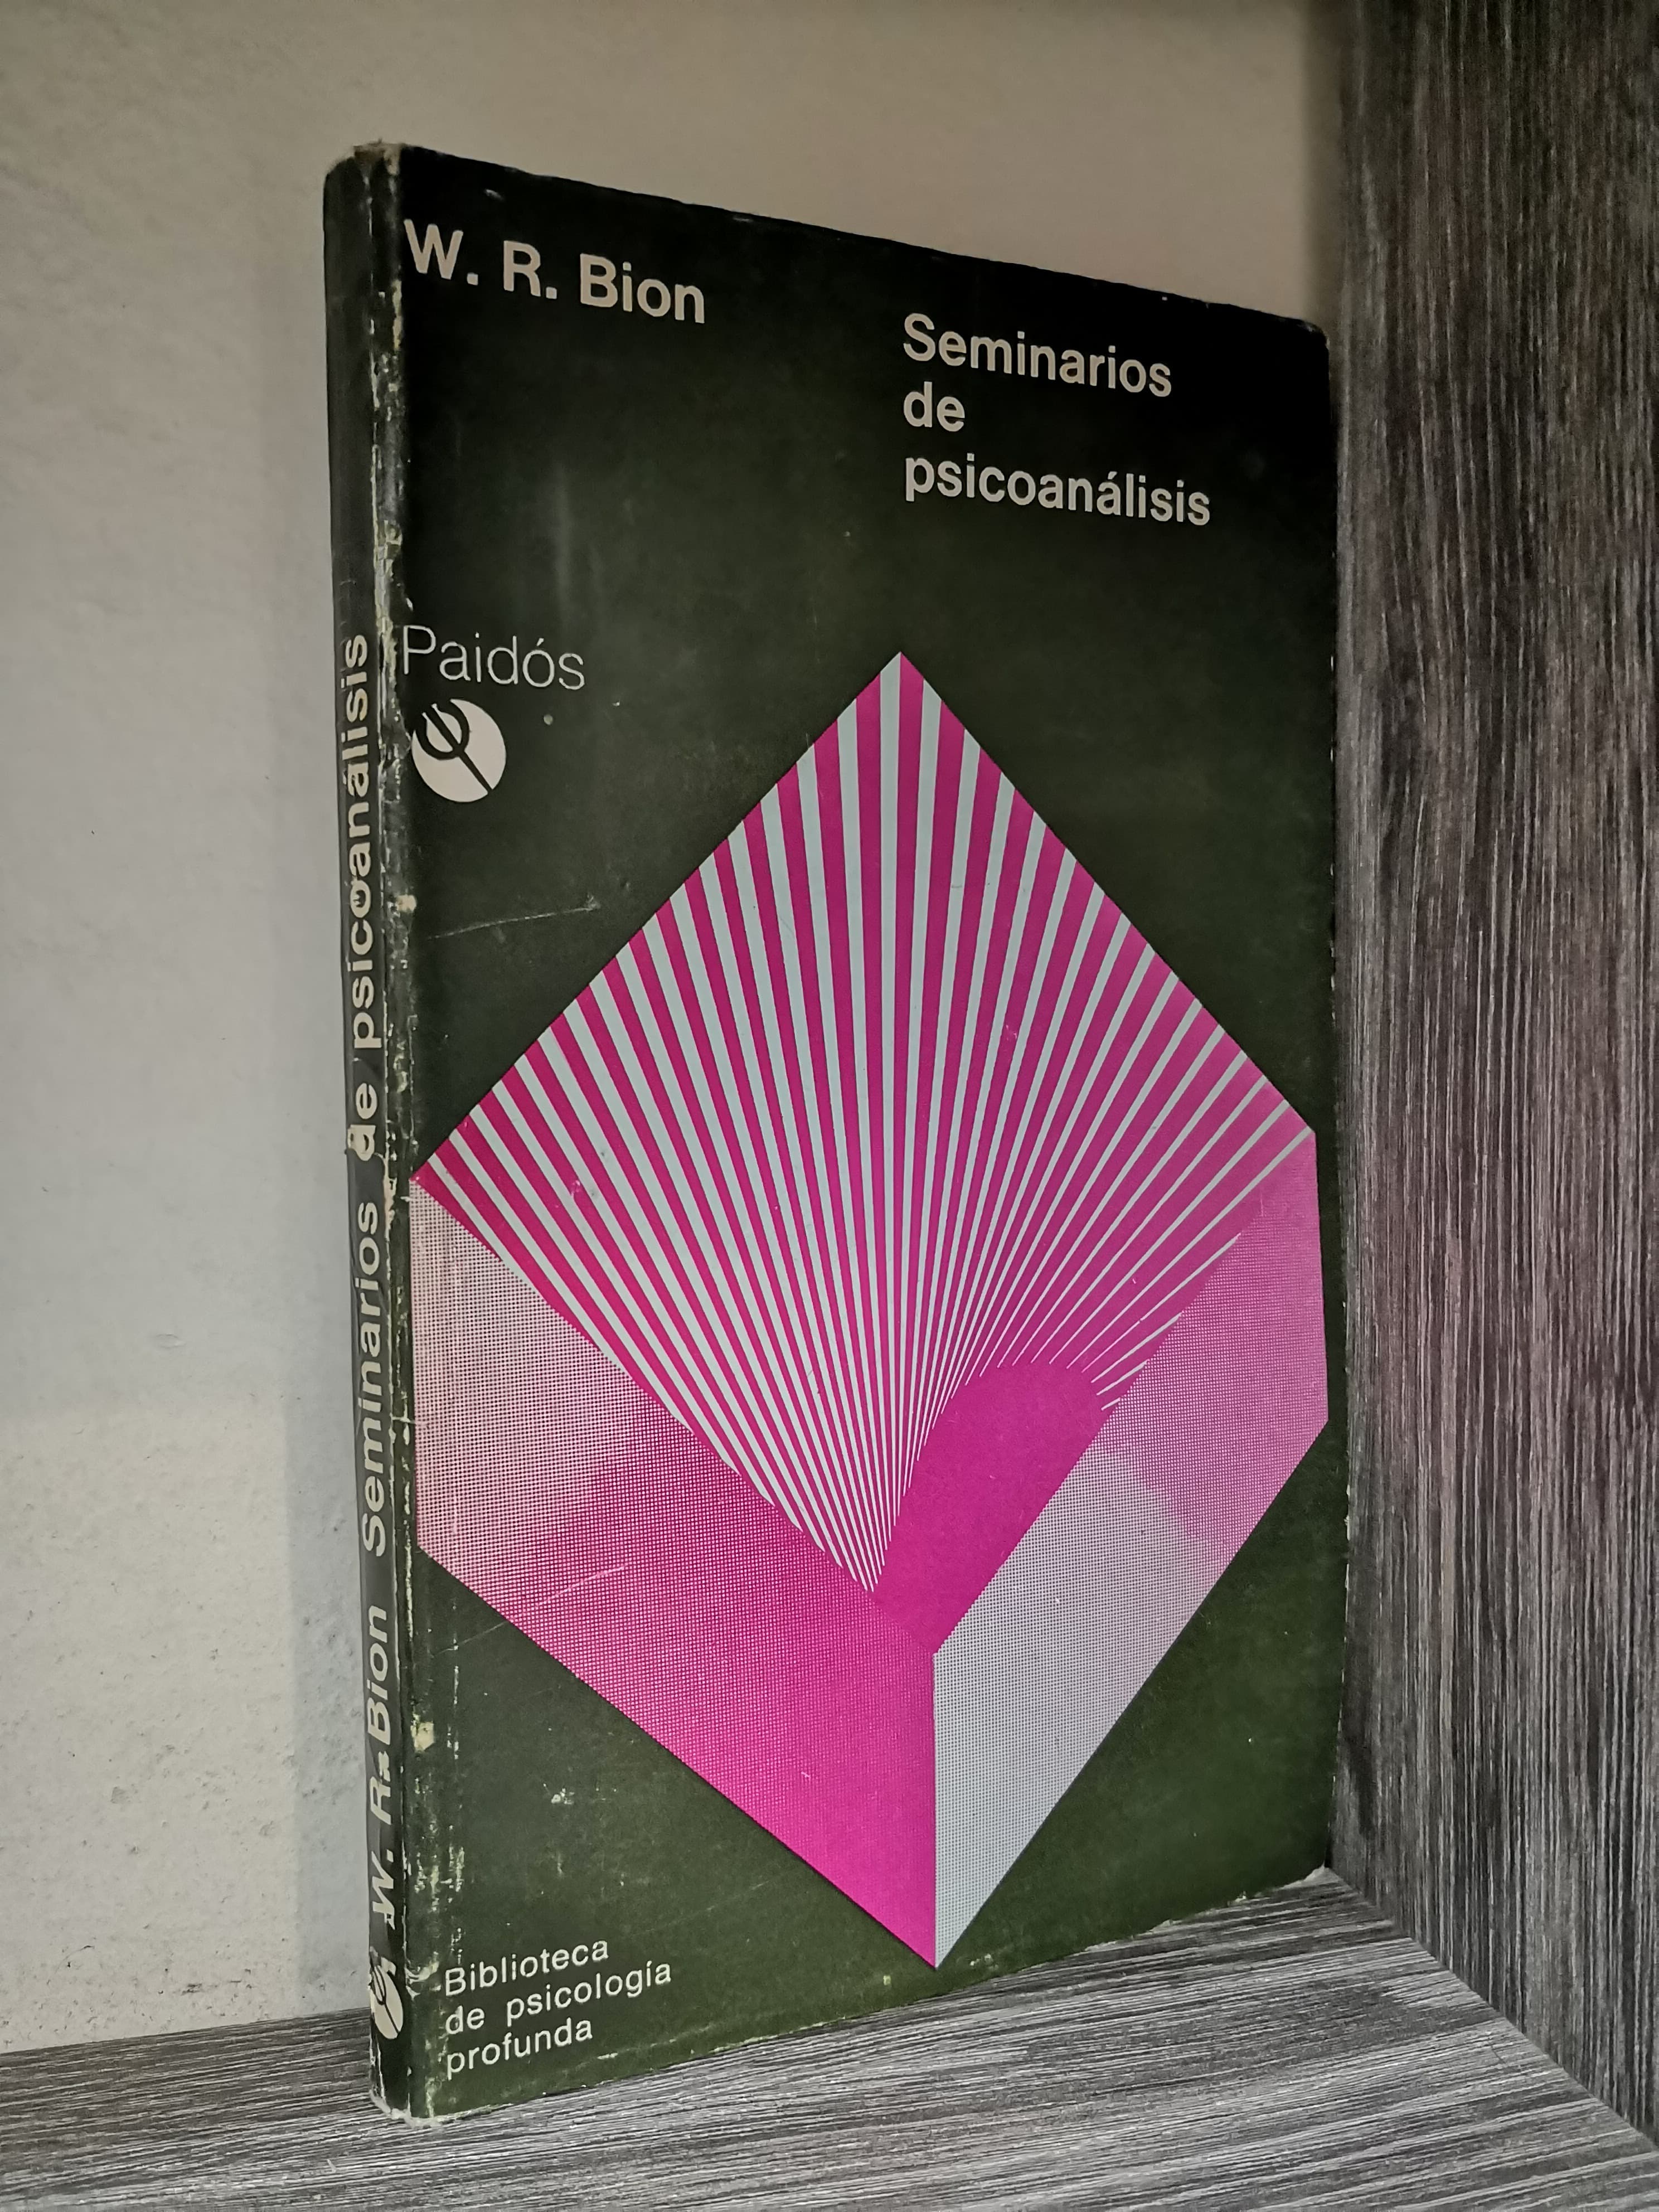 W. R. Bion
Seminarios
de
psicoanálisis
Paidós
Biblioteca
de psicología
profunda
W. R. Bion Seminarios de psicoanálisis